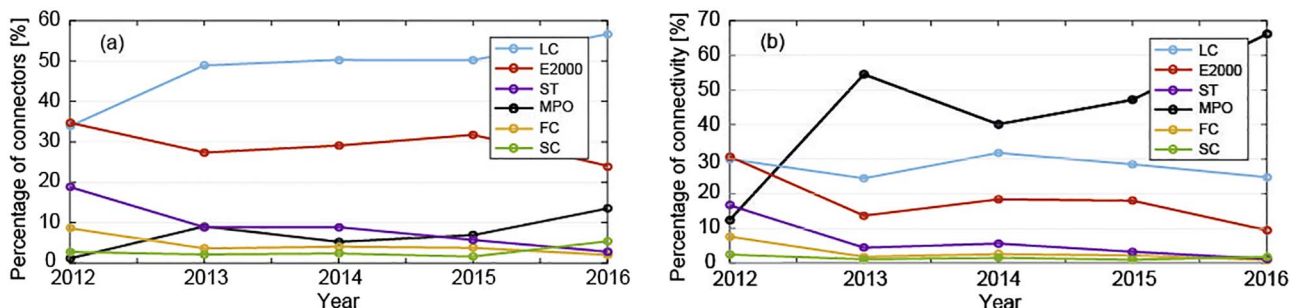 Percentage of connectors [%]
60
50
40
30
20
10
0
(a)
LC
E2000
ST
MPO
FC
SC
2012 2013 2014 2015 2016
Year
Percentage of connectivity [%]
70
60
50
40
30
20
10
0
(b)
LC
E2000
ST
MPO
FC
SC
2012 2013 2014 2015 2016
Year